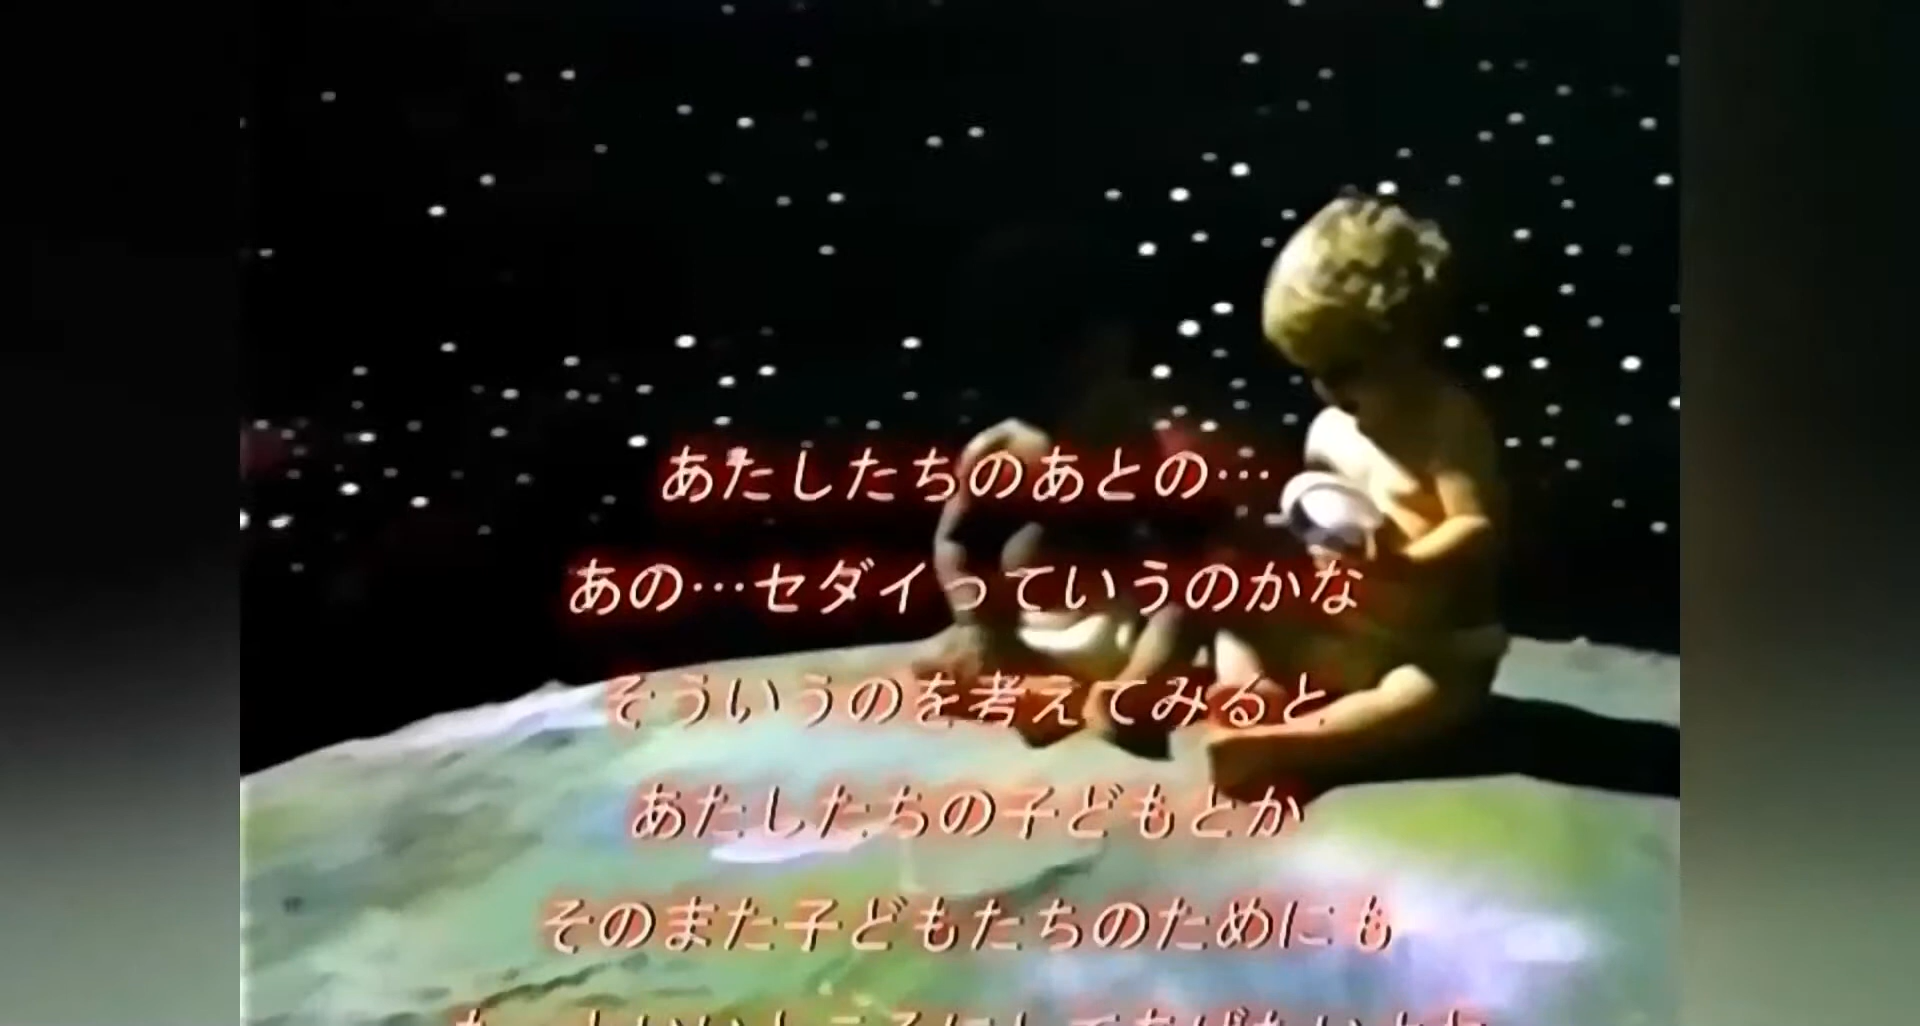 あたしたちのあとの…
あの…セダイっていうのかな
そういうのを考えてみると
あたしたちの子どもとか
そのまた子どもたちのためにも